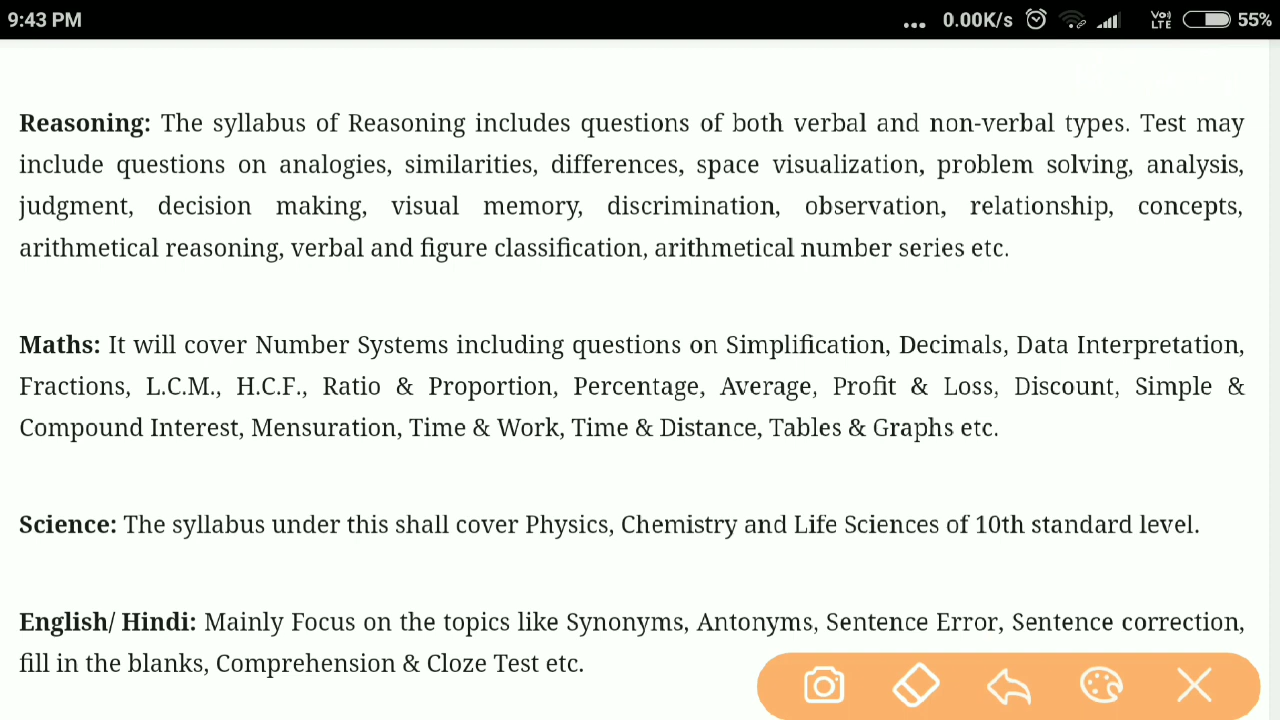 9:43 PM
... 0.00K/s Vo) LTE 55%
Reasoning: The syllabus of Reasoning includes questions of both verbal and non-verbal types. Test may
include questions on analogies, similarities, differences, space visualization, problem solving, analysis,
judgment, decision making, visual memory, discrimination, observation, relationship, concepts,
arithmetical reasoning, verbal and figure classification, arithmetical number series etc.
Maths: It will cover Number Systems including questions on Simplification, Decimals, Data Interpretation,
Fractions, L.C.M., H.C.F., Ratio & Proportion, Percentage, Average, Profit & Loss, Discount, Simple &
Compound Interest, Mensuration, Time & Work, Time & Distance, Tables & Graphs etc.
Science: The syllabus under this shall cover Physics, Chemistry and Life Sciences of 10th standard level.
English/ Hindi: Mainly Focus on the topics like Synonyms, Antonyms, Sentence Error, Sentence correction,
fill in the blanks, Comprehension & Cloze Test etc.